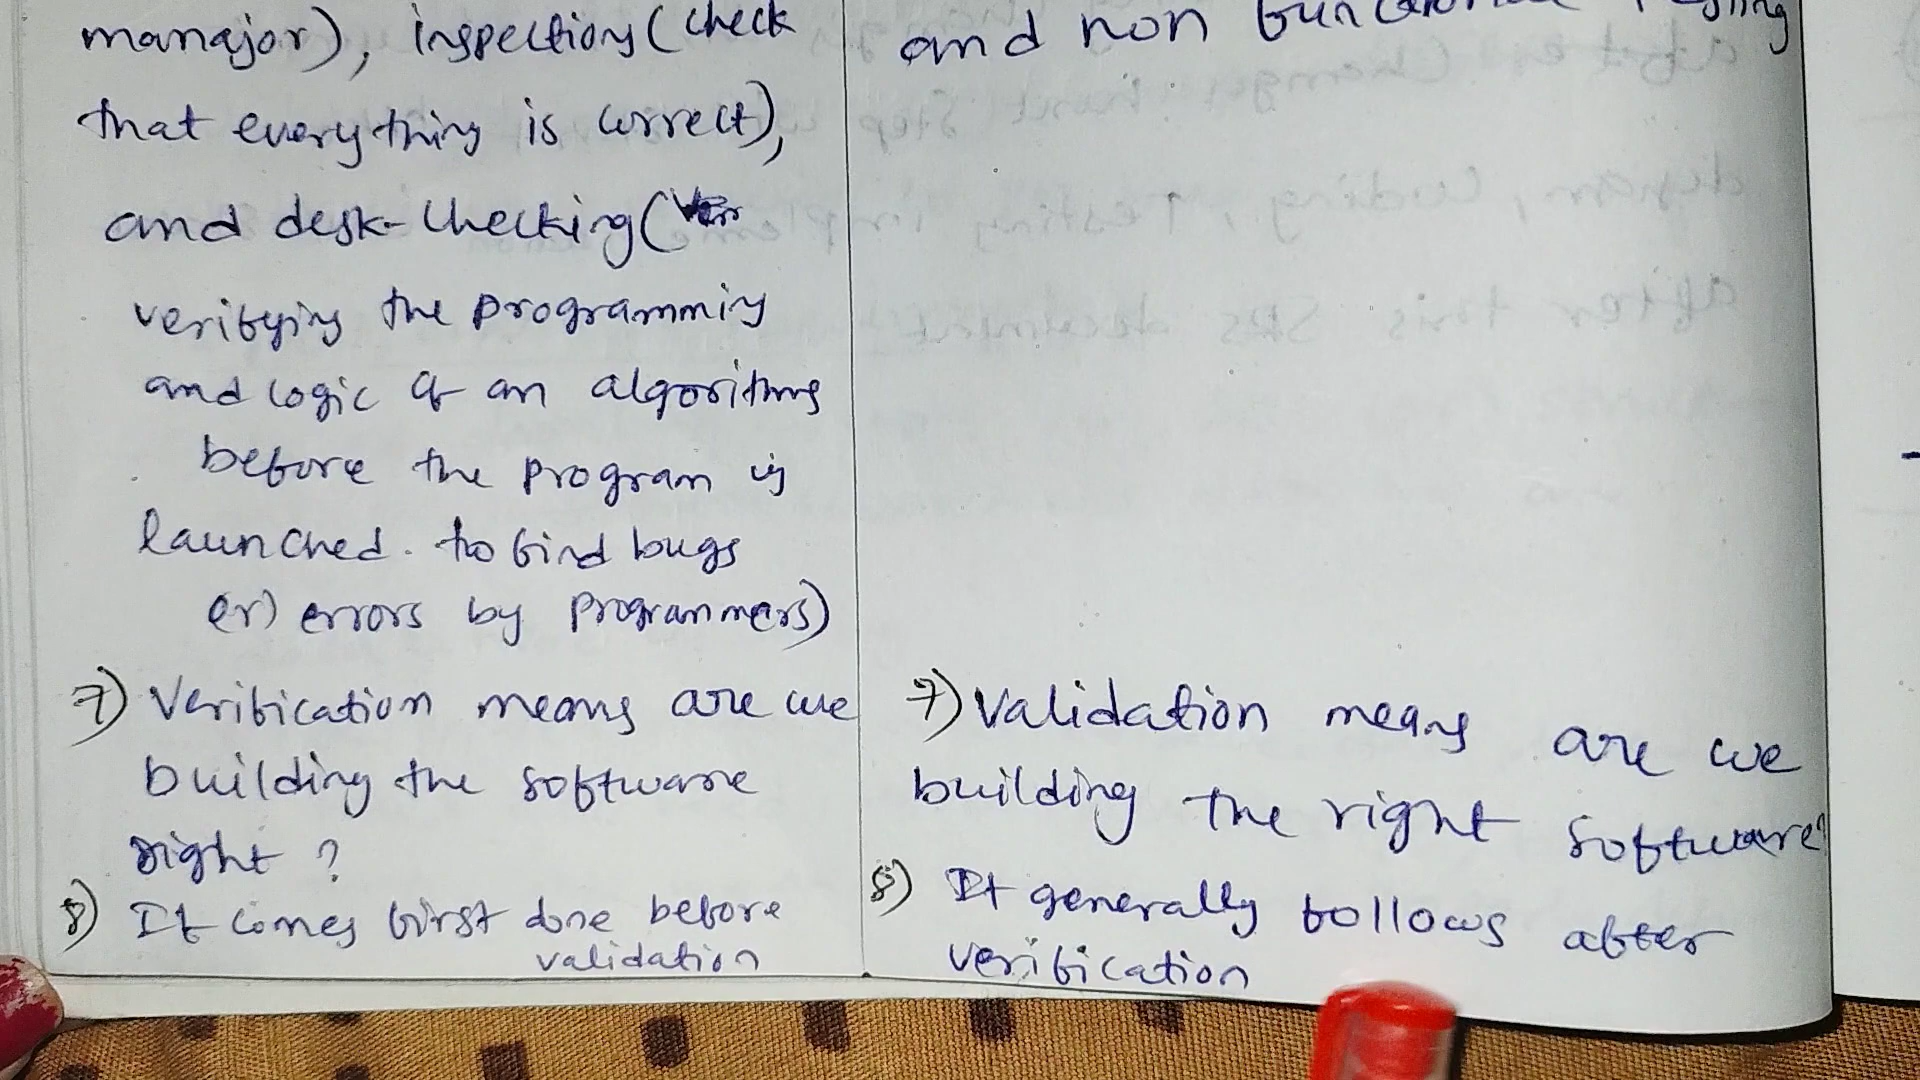 manajor), inspections (check
that everything is correct),
and desk-checking (
verifying the programming
and logic of an algorithms
before the program is
launched. to find bugs
or) errors by programmers)
7) Verification means are we
building the software
right ?
8) It comes first done before
validation
and non functional Testing
7) Validation means are we
building the right software?
8) It generally follows after
verification